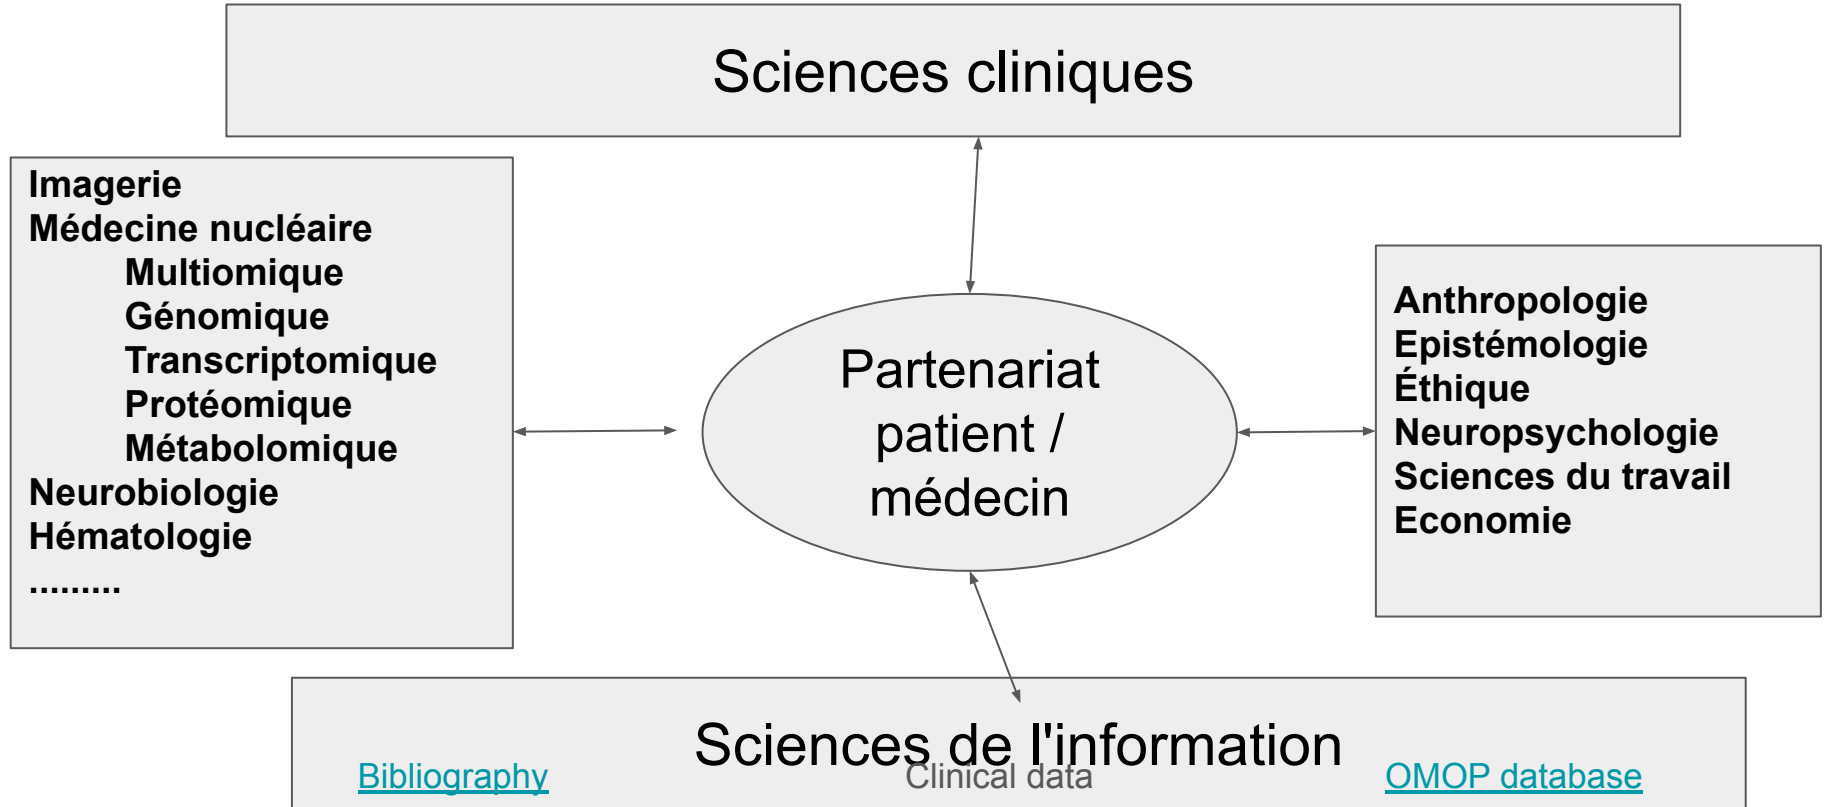 Sciences cliniques
Imagerie
Médecine nucléaire
Multiomique
Génomique
Transcriptomique
Protéomique
Métabolomique
Neurobiologie
Hématologie
.........
Partenariat
patient /
médecin
Anthropologie
Epistémologie
Éthique
Neuropsychologie
Sciences du travail
Economie
Sciences de l'information
Bibliography
Clinical data
OMOP database